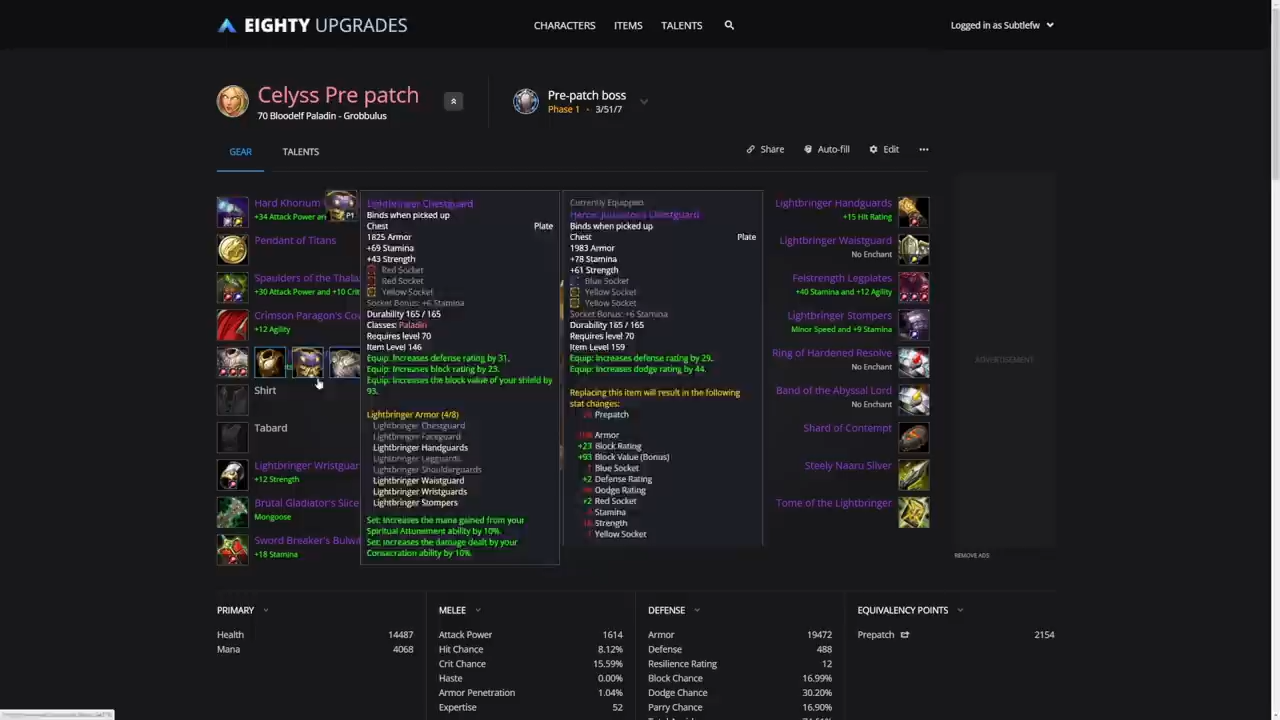 EIGHTY UPGRADES
CHARACTERS
ITEMS
TALENTS
Logged in as Subtlefw
Celyss Pre patch
70 Bloodelf Paladin - Grobbulus
Pre-patch boss
Phase 1 · 3/51/7
GEAR
TALENTS
Share
Auto-fill
Edit
Hard Khorium
+34 Attack Power an
P1
Pendant of Titans
Spaulders of the Thala
+30 Attack Power and +10 Crit
Crimson Paragon's Co
+12 Agility
Shirt
Tabard
Lightbringer Wristguar
+12 Strength
Brutal Gladiator's Slice
Mongoose
Sword Breaker's Bulwa
+18 Stamina
Lightbringer Chestguard
Binds when picked up
Chest
Plate
1825 Armor
+69 Stamina
+43 Strength
Red Socket
Red Socket
Yellow Socket
Socket Bonus: +6 Stamina
Durability 165 / 165
Classes: Paladin
Requires level 70
Item Level 146
Equip: Increases defense rating by 31.
Equip: Increases block rating by 23.
Equip: Increases the block value of your shield by
93.
Lightbringer Armor (4/8)
Lightbringer Chestguard
Lightbringer Faceguard
Lightbringer Handguards
Lightbringer Legguards
Lightbringer Shoulderguards
Lightbringer Waistguard
Lightbringer Wristguards
Lightbringer Stompers
Set: Increases the mana gained from your
Spiritual Attunement ability by 10%.
Set: Increases the damage dealt by your
Consecration ability by 10%.
Currently Equipped
Heroic Judicator's Chestguard
Binds when picked up
Chest
Plate
1983 Armor
+78 Stamina
+61 Strength
Blue Socket
Yellow Socket
Yellow Socket
Socket Bonus: +6 Stamina
Durability 165 / 165
Requires level 70
Item Level 159
Equip: Increases defense rating by 29.
Equip: Increases dodge rating by 44.
Replacing this item will result in the following
stat changes:
Prepatch
Armor
+23 Block Rating
+93 Block Value (Bonus)
Blue Socket
+2 Defense Rating
Dodge Rating
+2 Red Socket
Stamina
Strength
Yellow Socket
Lightbringer Handguards
+15 Hit Rating
Lightbringer Waistguard
No Enchant
Felstrength Legplates
+40 Stamina and +12 Agility
Lightbringer Stompers
Minor Speed and +9 Stamina
Ring of Hardened Resolve
No Enchant
Band of the Abyssal Lord
No Enchant
Shard of Contempt
Steely Naaru Sliver
Tome of the Lightbringer
ADVERTISEMENT
REMOVE ADS
PRIMARY
Health 14487
Mana 4068
MELEE
Attack Power 1614
Hit Chance 8.12%
Crit Chance 15.59%
Haste 0.00%
Armor Penetration 1.04%
Expertise 52
DEFENSE
Armor 19472
Defense 488
Resilience Rating 12
Block Chance 16.99%
Dodge Chance 30.20%
Parry Chance 16.90%
EQUIVALENCY POINTS
Prepatch 2154